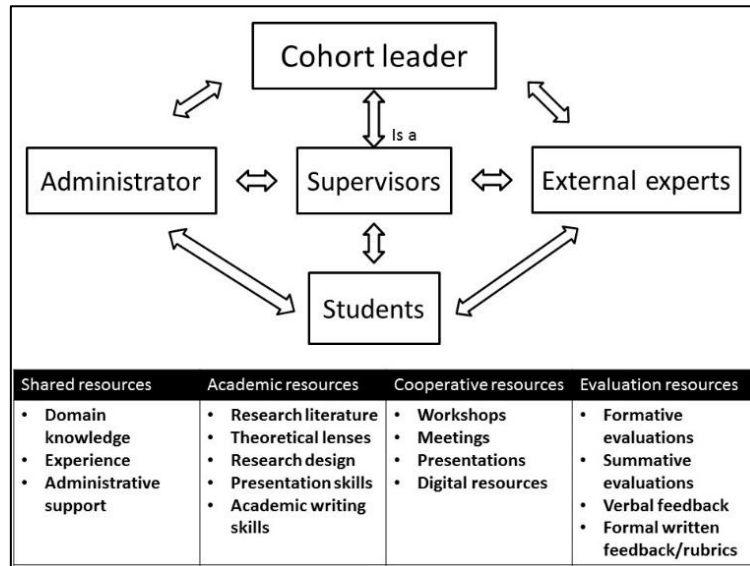 Cohort leader
Is a
Administrator
Supervisors
External experts
Students
Shared resources
• Domain
knowledge
• Experience
• Administrative
support
Academic resources
• Research literature
• Theoretical lenses
• Research design
• Presentation skills
• Academic writing
skills
Cooperative resources
• Workshops
• Meetings
• Presentations
• Digital resources
Evaluation resources
• Formative
evaluations
• Summative
evaluations
• Verbal feedback
• Formal written
feedback/rubrics